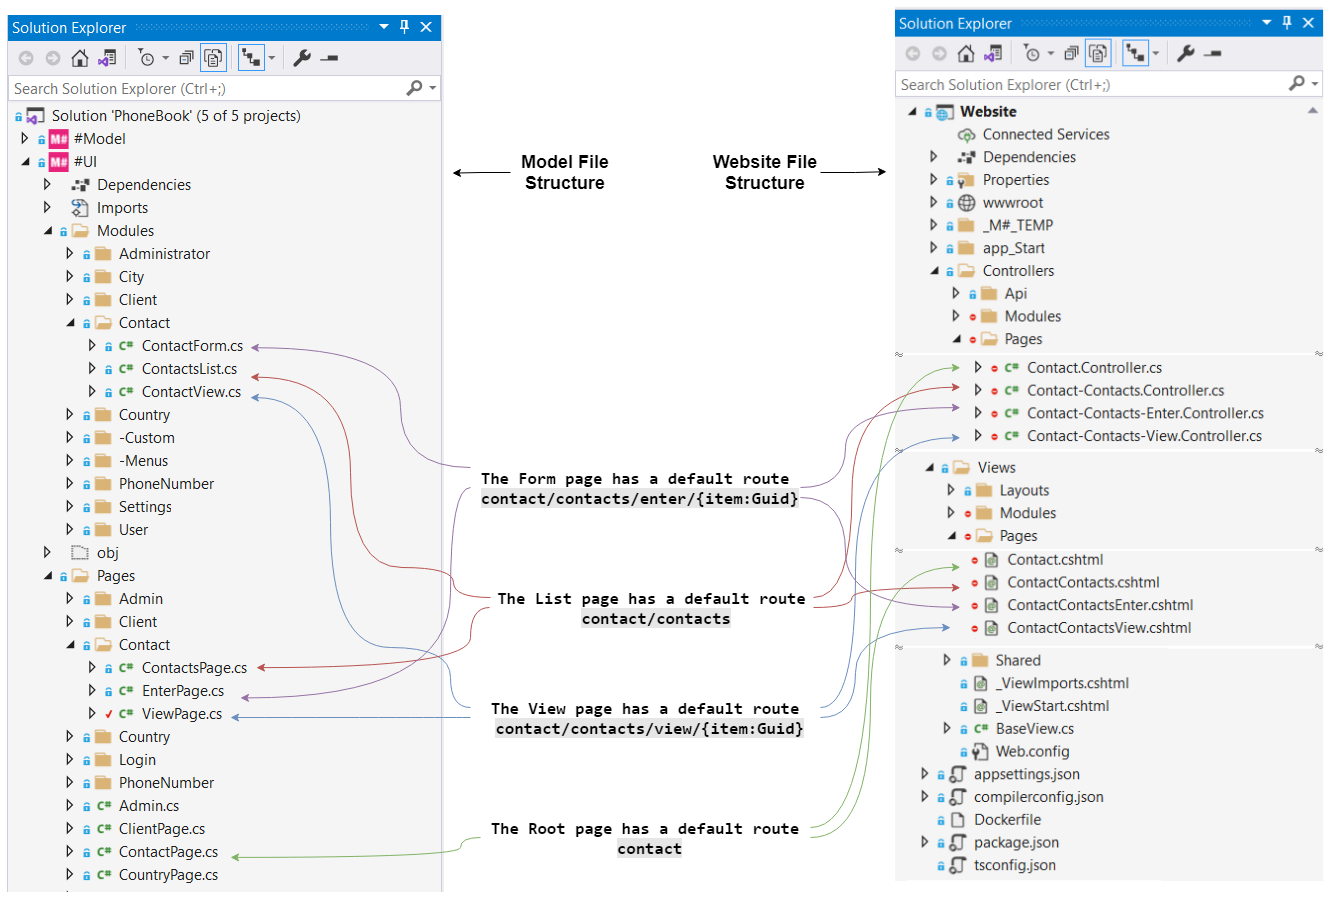 Solution Explorer
Search Solution Explorer (Ctrl+;)
Solution 'PhoneBook' (5 of 5 projects)
M# #Model
M# #UI
Dependencies
Imports
Modules
Administrator
City
Client
Contact
C# ContactForm.cs
C# ContactsList.cs
C# ContactView.cs
Country
-Custom
-Menus
PhoneNumber
Settings
User
obj
Pages
Admin
Client
Contact
C# ContactsPage.cs
C# EnterPage.cs
C# ViewPage.cs
Country
Login
PhoneNumber
C# Admin.cs
C# ClientPage.cs
C# ContactPage.cs
C# CountryPage.cs
Model File
Structure
Website File
Structure
The Form page has a default route
contact/contacts/enter/{item:Guid}
The List page has a default route
contact/contacts
The View page has a default route
contact/contacts/view/{item:Guid}
The Root page has a default route
contact
Solution Explorer
Search Solution Explorer (Ctrl+;)
Website
Connected Services
Dependencies
Properties
wwwroot
_M#_TEMP
app_Start
Controllers
Api
Modules
Pages
C# Contact.Controller.cs
C# Contact-Contacts.Controller.cs
C# Contact-Contacts-Enter.Controller.cs
C# Contact-Contacts-View.Controller.cs
Views
Layouts
Modules
Pages
Contact.cshtml
ContactContacts.cshtml
ContactContactsEnter.cshtml
ContactContactsView.cshtml
Shared
_ViewImports.cshtml
_ViewStart.cshtml
C# BaseView.cs
Web.config
appsettings.json
compilerconfig.json
Dockerfile
package.json
tsconfig.json